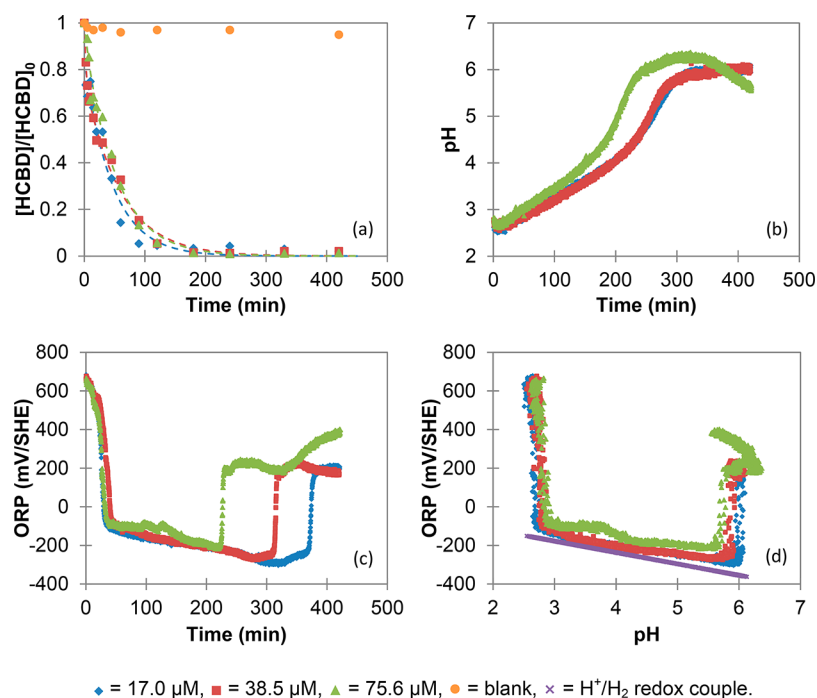 1
0.8
0.6
0.4
0.2
0
[HCBD]/[HCBD]₀
0 100 200 300 400 500
Time (min)
(a)
7
6
5
4
3
2
pH
0 100 200 300 400 500
Time (min)
(b)
800
600
400
200
0
-200
-400
ORP (mV/SHE)
0 100 200 300 400 500
Time (min)
(c)
800
600
400
200
0
-200
-400
ORP (mV/SHE)
2 3 4 5 6 7
pH
(d)
= 17.0 µM, = 38.5 µM, = 75.6 µM, = blank, = H⁺/H₂ redox couple.